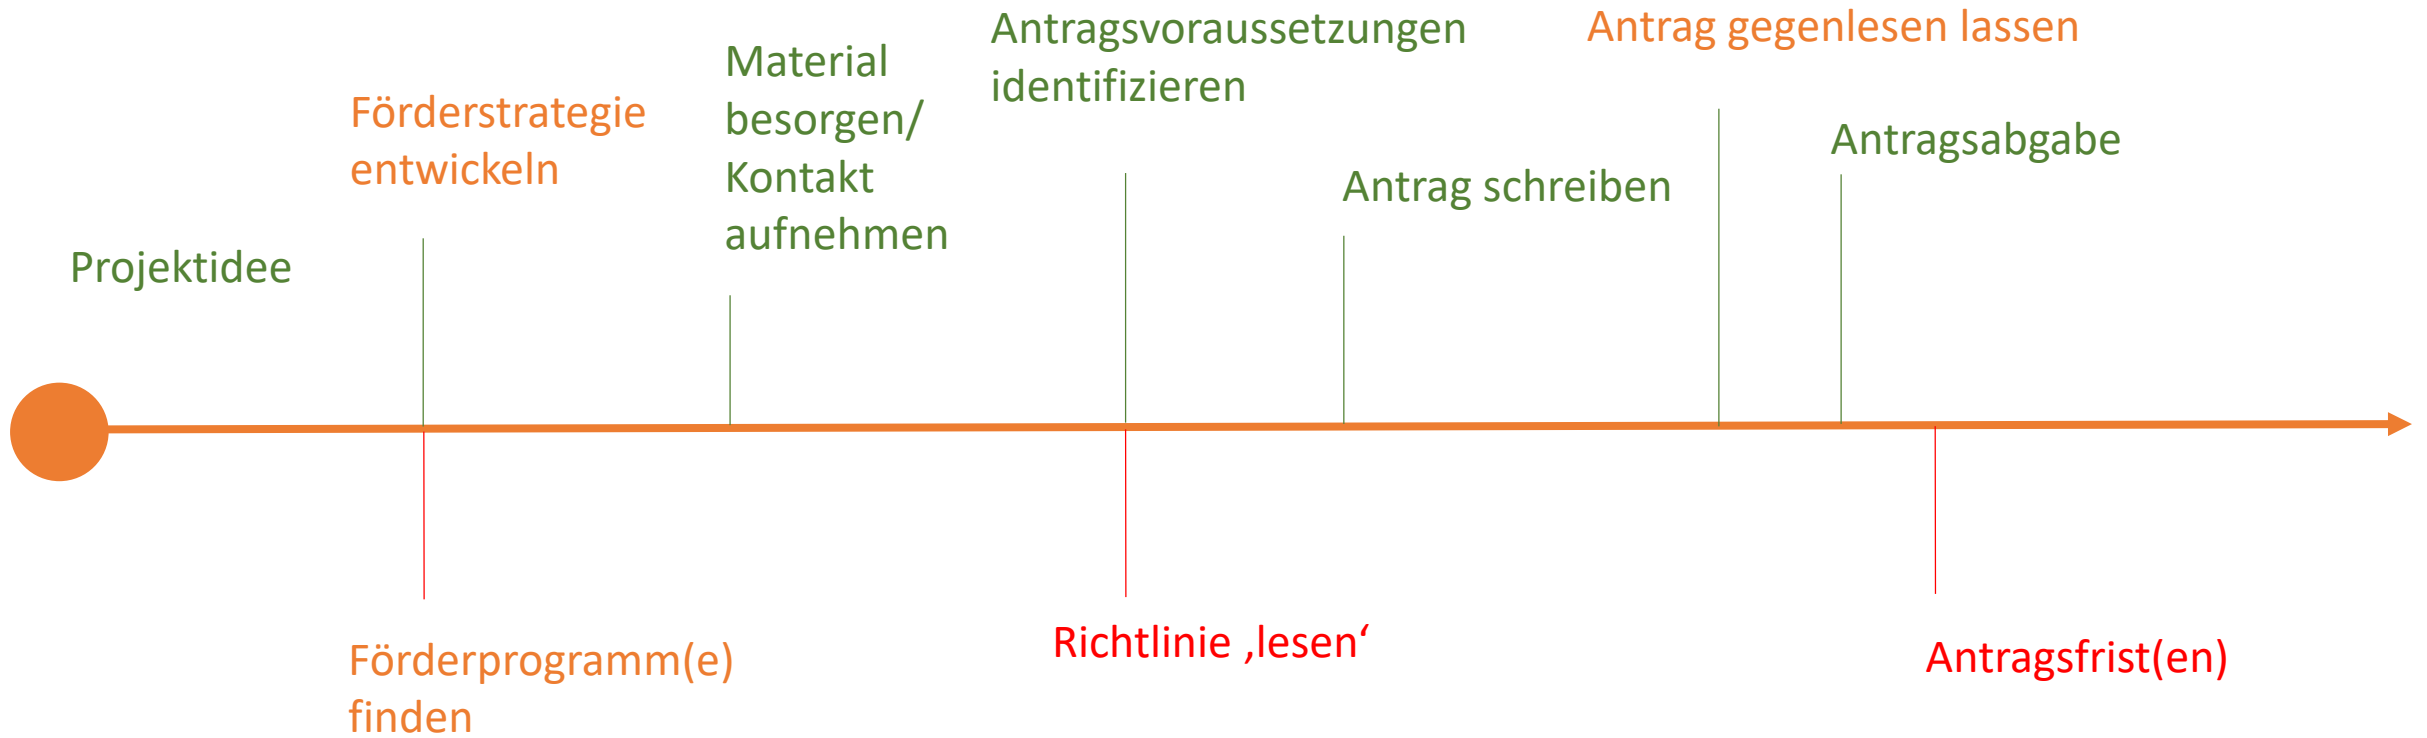 Projektidee
Förderstrategie
entwickeln
Material
besorgen/
Kontakt
aufnehmen
Antragsvoraussetzungen
identifizieren
Antrag schreiben
Antrag gegenlesen lassen
Antragsabgabe
Förderprogramm(e)
finden
Richtlinie ‚lesen‘
Antragsfrist(en)